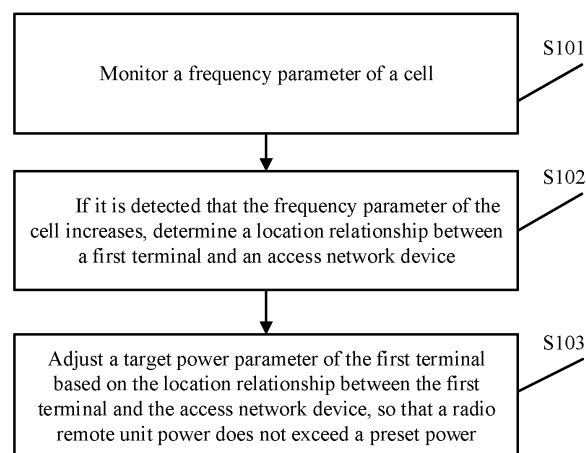 S101
Monitor a frequency parameter of a cell
S102
If it is detected that the frequency parameter of the
cell increases, determine a location relationship between
a first terminal and an access network device
S103
Adjust a target power parameter of the first terminal
based on the location relationship between the first
terminal and the access network device, so that a radio
remote unit power does not exceed a preset power